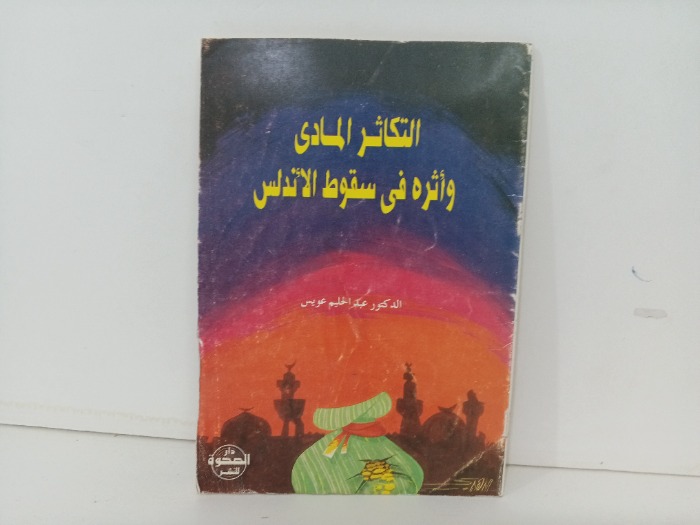 التكاثر المادى
وأثره فى سقوط الأندلس
الدكتور عبد الحليم عويس
دار
الصحوة
للنشر